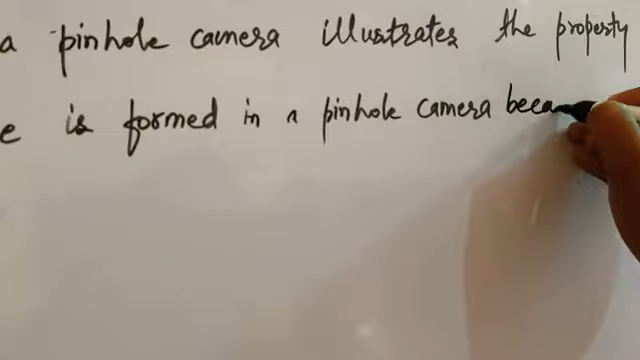 a pinhole camera illustrates the property
e is formed in a pinhole camera beca